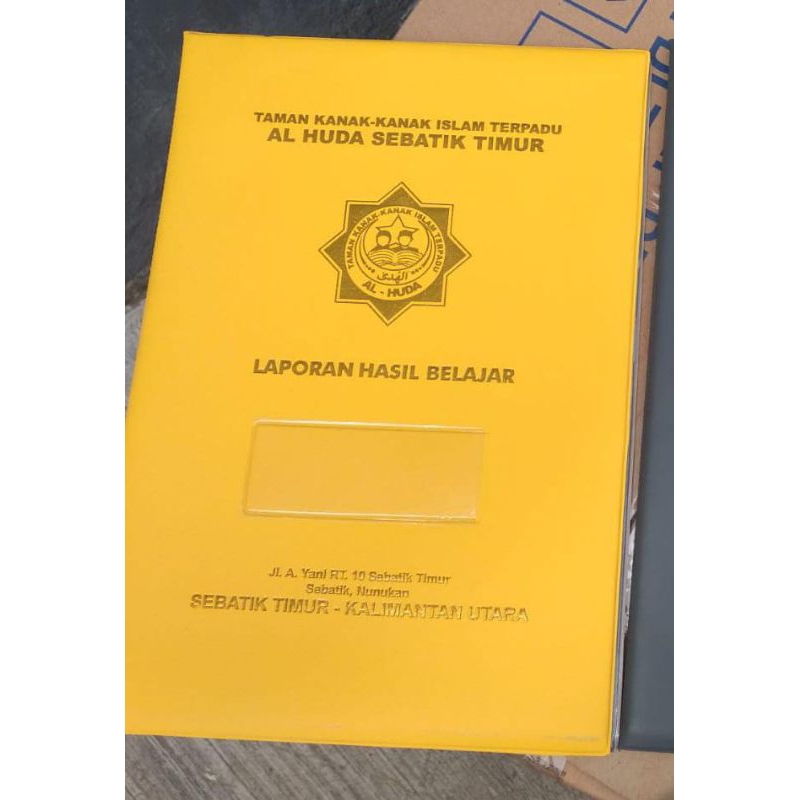 TAMAN KANAK-KANAK ISLAM TERPADU
AL HUDA SEBATIK TIMUR
TAMAN KANAK-KANAK ISLAM TERPADU
الهدى
AL - HUDA
LAPORAN HASIL BELAJAR
Jl. A. Yani RT. 10 Sebatik Timur
Sebatik, Nunukan
SEBATIK TIMUR - KALIMANTAN UTARA